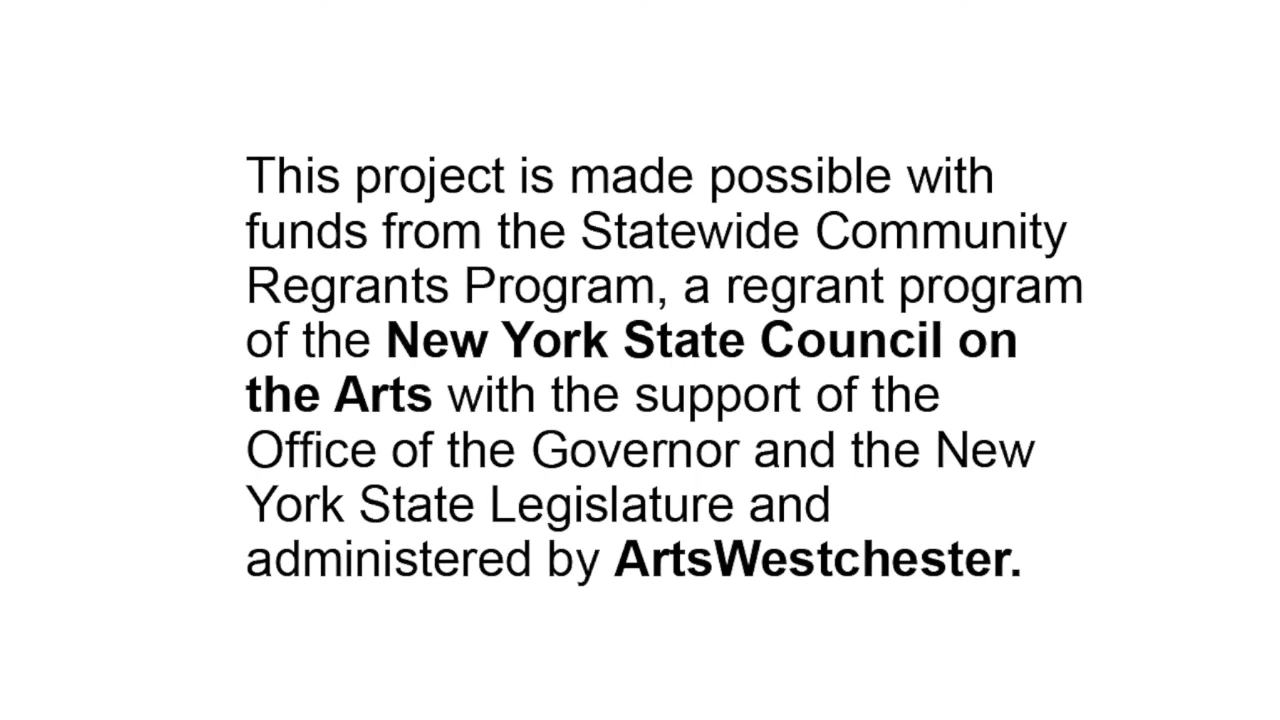 This project is made possible with
funds from the Statewide Community
Regrants Program, a regrant program
of the New York State Council on
the Arts with the support of the
Office of the Governor and the New
York State Legislature and
administered by ArtsWestchester.